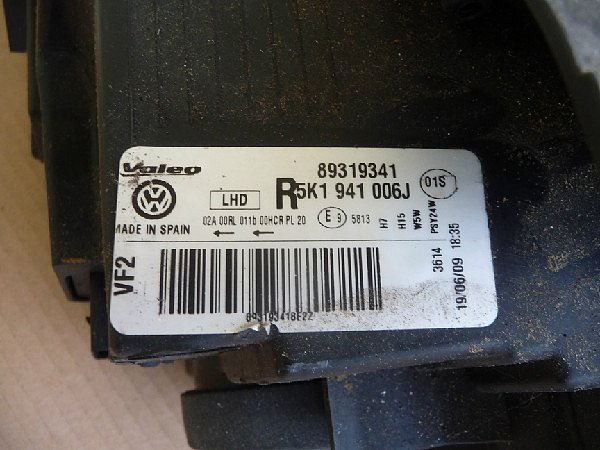 Valeo
89319341
LHD
R 5K1 941 006J
01S
02A 00RL 011b 00HCR PL 20
E 9 5813
H7
H15
W5W
PSY24W
MADE IN SPAIN
VF2
3614
19/06/09 18:35